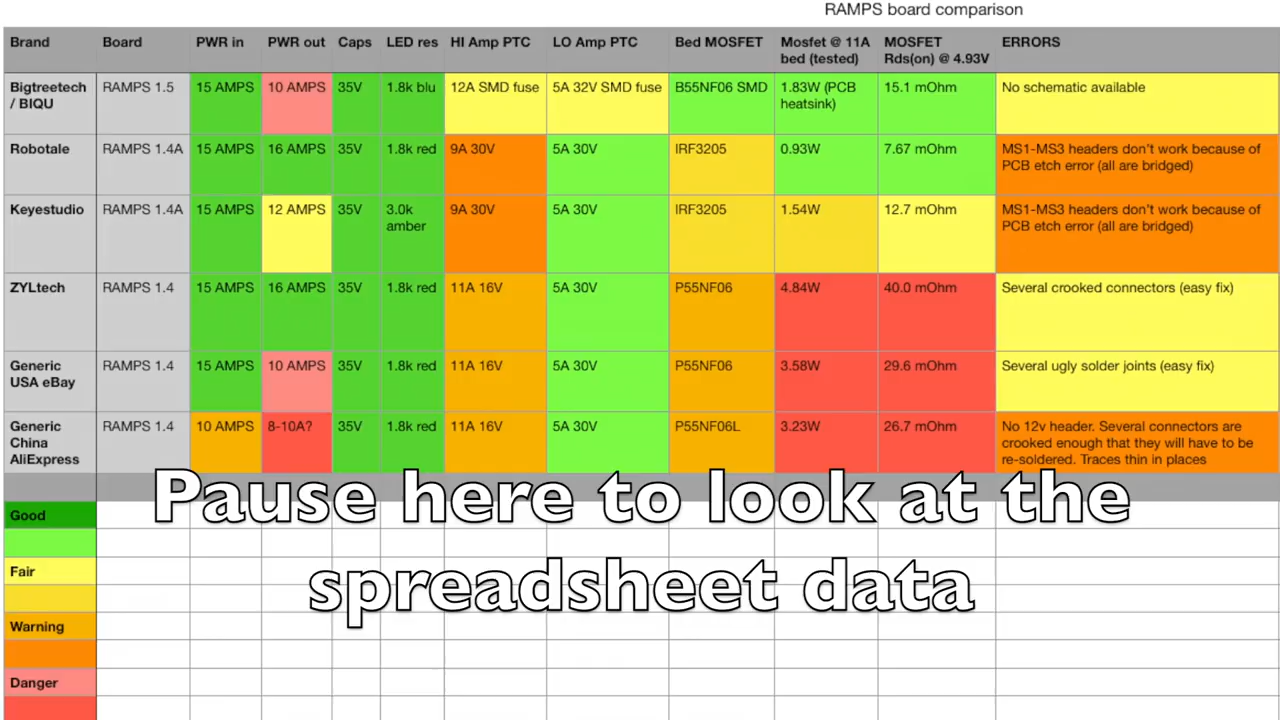 RAMPS board comparison
Brand Board PWR in PWR out Caps LED res HI Amp PTC LO Amp PTC Bed MOSFET Mosfet @ 11A bed (tested) MOSFET Rds(on) @ 4.93V ERRORS
Bigtreetech / BIQU RAMPS 1.5 15 AMPS 10 AMPS 35V 1.8k blu 12A SMD fuse 5A 32V SMD fuse B55NF06 SMD 1.83W (PCB heatsink) 15.1 mOhm No schematic available
Robotale RAMPS 1.4A 15 AMPS 16 AMPS 35V 1.8k red 9A 30V 5A 30V IRF3205 0.93W 7.67 mOhm MS1-MS3 headers don't work because of PCB etch error (all are bridged)
Keyestudio RAMPS 1.4A 15 AMPS 12 AMPS 35V 3.0k amber 9A 30V 5A 30V IRF3205 1.54W 12.7 mOhm MS1-MS3 headers don't work because of PCB etch error (all are bridged)
ZYLtech RAMPS 1.4 15 AMPS 16 AMPS 35V 1.8k red 11A 16V 5A 30V P55NF06 4.84W 40.0 mOhm Several crooked connectors (easy fix)
Generic USA eBay RAMPS 1.4 15 AMPS 10 AMPS 35V 1.8k red 11A 16V 5A 30V P55NF06 3.58W 29.6 mOhm Several ugly solder joints (easy fix)
Generic China AliExpress RAMPS 1.4 10 AMPS 8-10A? 35V 1.8k red 11A 16V 5A 30V P55NF06L 3.23W 26.7 mOhm No 12v header. Several connectors are crooked enough that they will have to be re-soldered. Traces thin in places
Pause here to look at the
spreadsheet data
Good
Fair
Warning
Danger